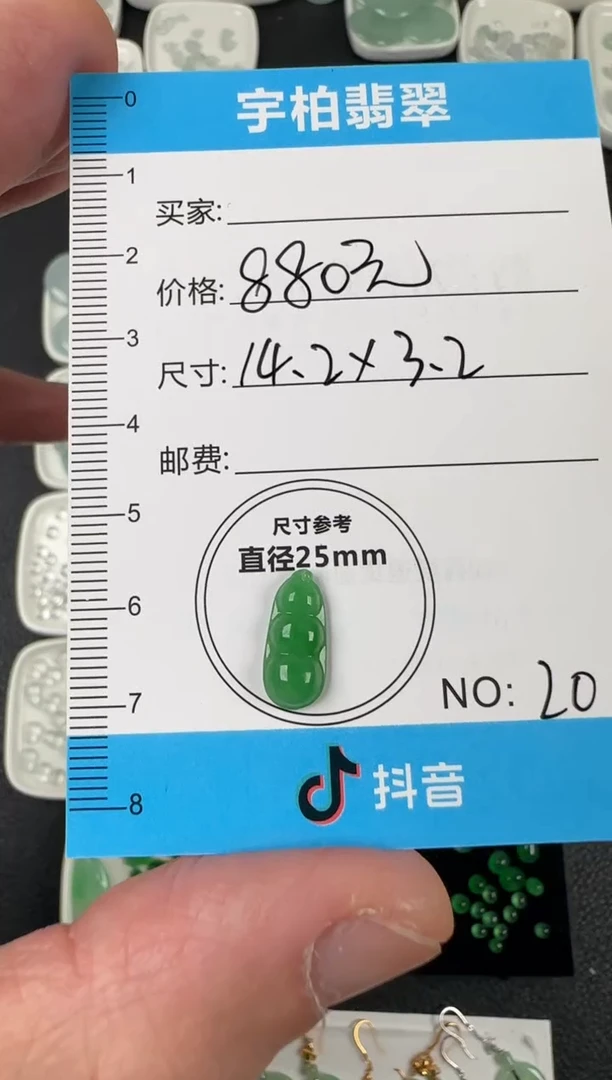 宇柏翡翠
0
1
买家:
2
价格: 880元
3
尺寸: 14.2x3.2
4
邮费:
5
尺寸参考
直径25mm
6
NO: 20
7
抖音
8